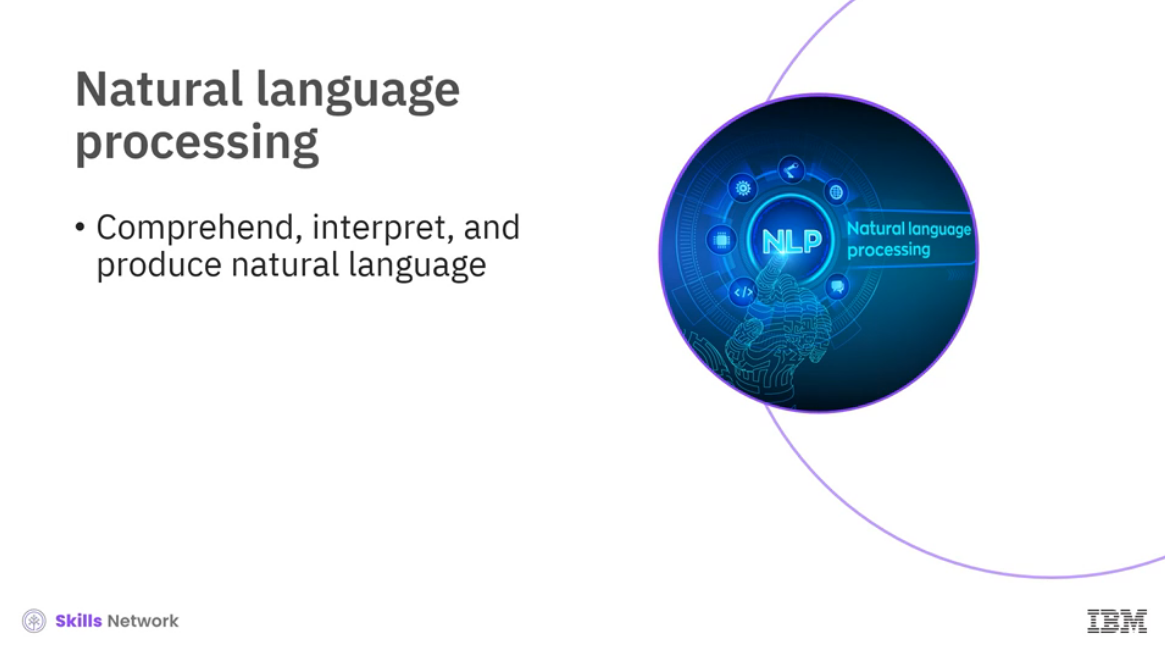 Natural language
processing
• Comprehend, interpret, and
produce natural language
NLP
Natural language
processing
</>
Skills Network
IBM